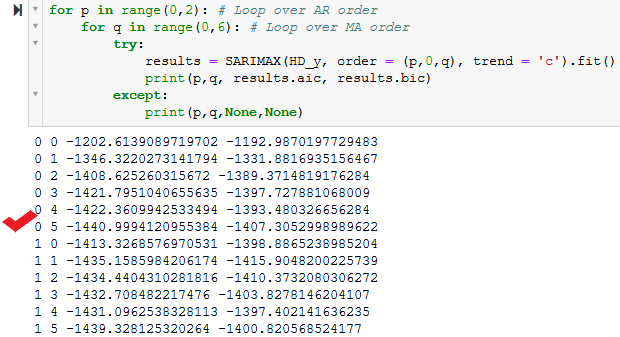 for p in range(0,2): # Loop over AR order
    for q in range(0,6): # Loop over MA order
        try:
            results = SARIMAX(HD_y, order = (p,0,q), trend = 'c').fit()
            print(p,q, results.aic, results.bic)
        except:
            print(p,q,None,None)
0 0 -1202.6139089719702 -1192.9870197729483
0 1 -1346.3220273141794 -1331.8816935156467
0 2 -1408.625260315672 -1389.3714819176284
0 3 -1421.7951040655635 -1397.727881068009
0 4 -1422.3609942533494 -1393.480326656284
0 5 -1440.9994120955384 -1407.3052998989622
1 0 -1413.3268576970531 -1398.8865238985204
1 1 -1435.1585984206174 -1415.9048200225739
1 2 -1434.4404310281816 -1410.3732080306272
1 3 -1432.708482217476 -1403.8278146204107
1 4 -1431.0962538328113 -1397.402141636235
1 5 -1439.328125320264 -1400.820568524177